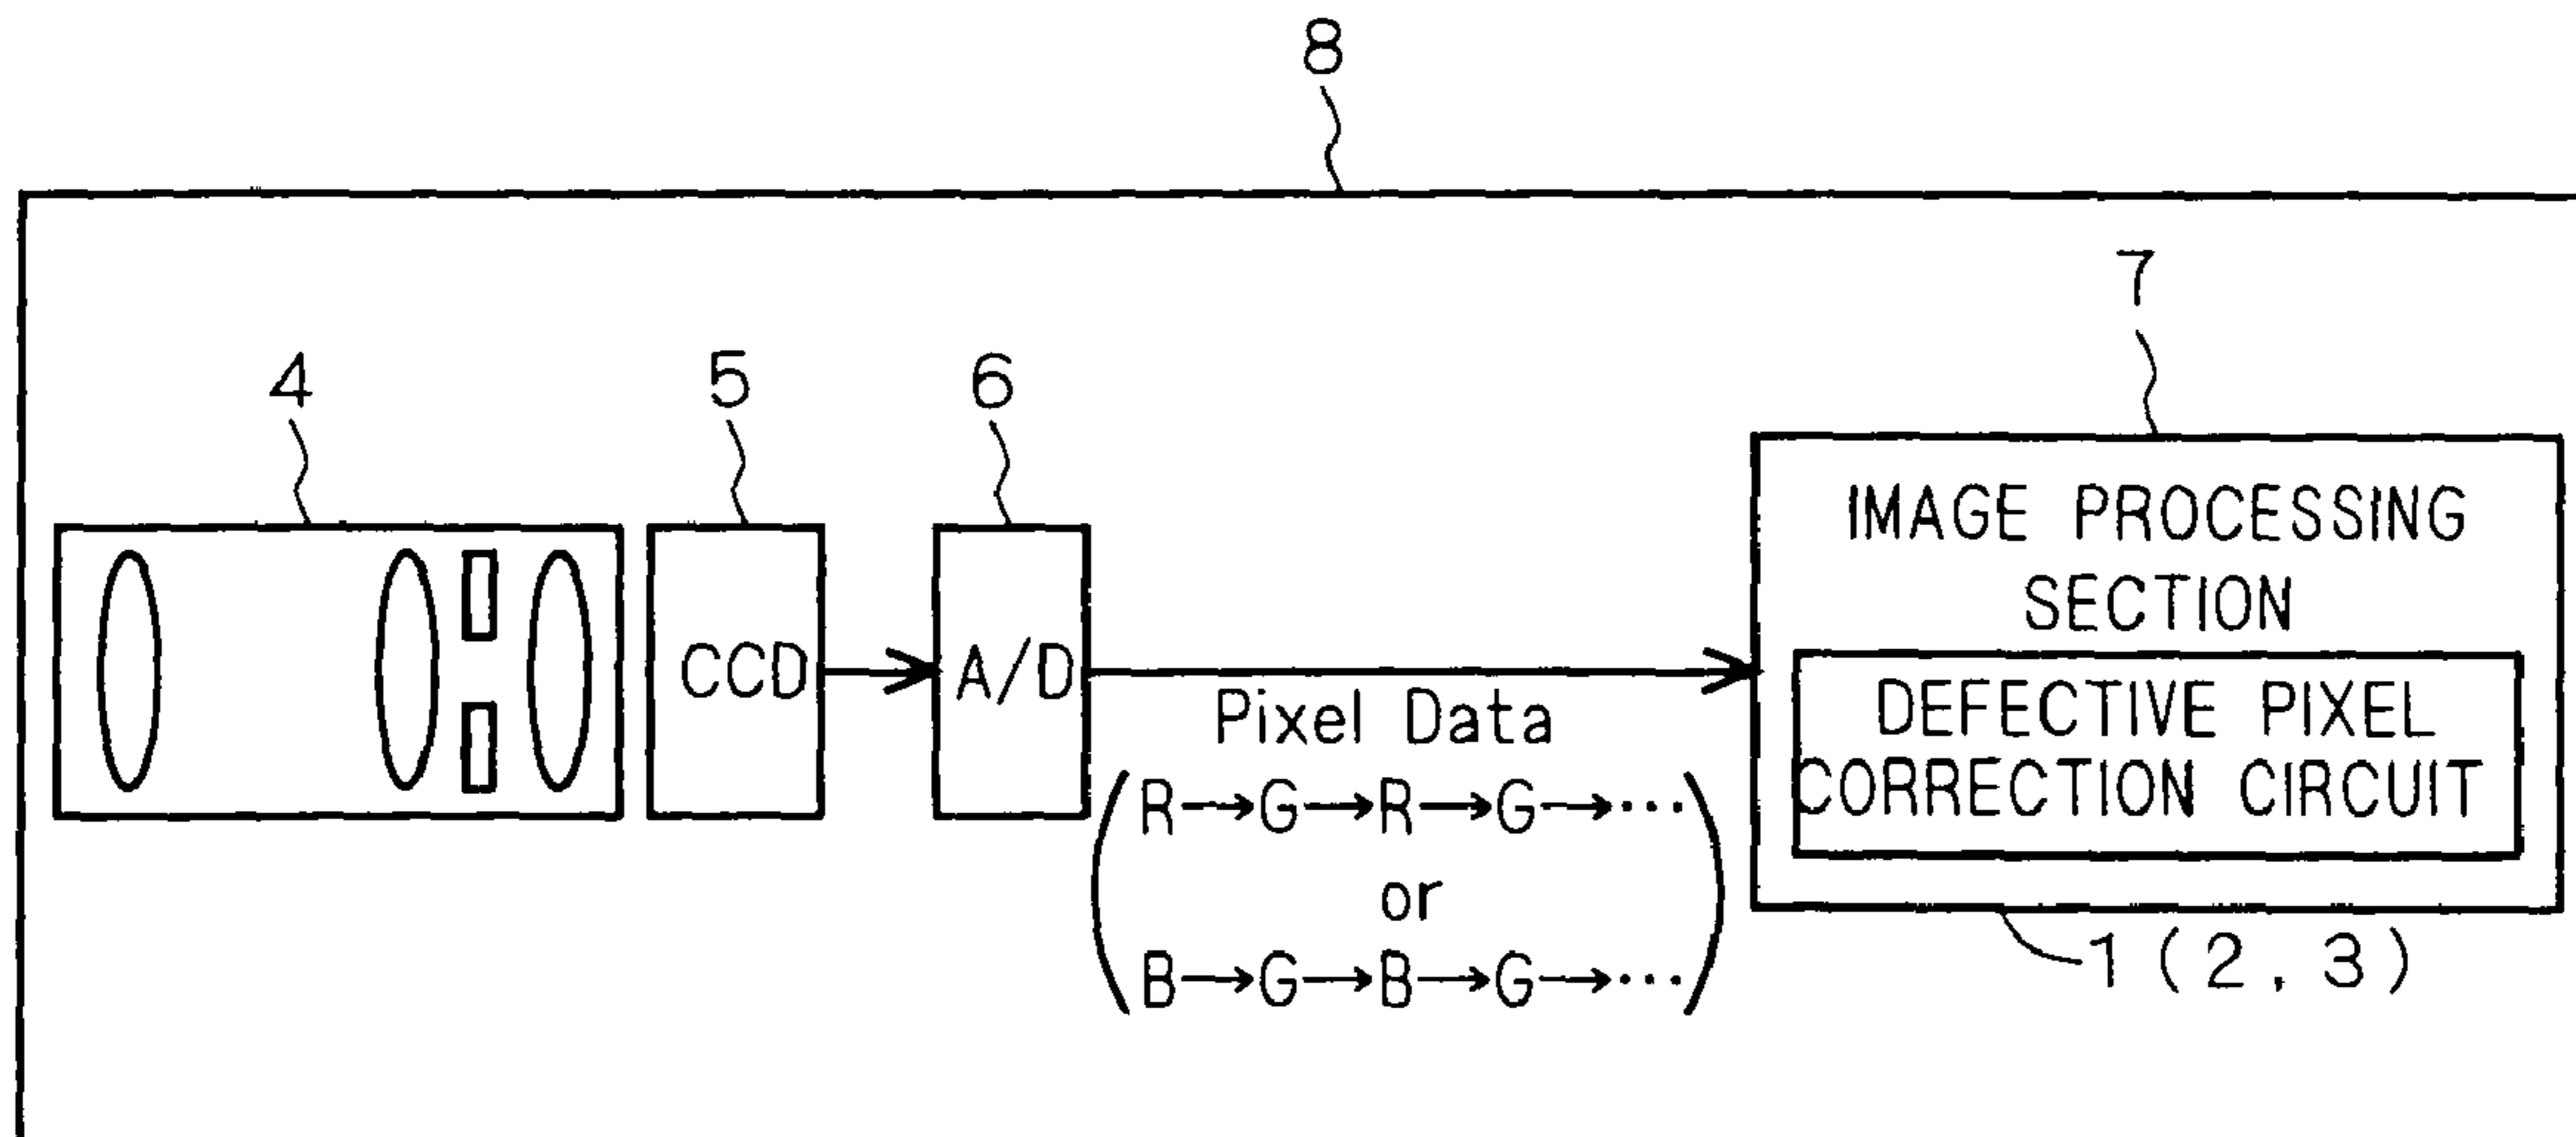 8
7
4
5
6
IMAGE PROCESSING
SECTION
CCD
A/D
DEFECTIVE PIXEL
CORRECTION CIRCUIT
Pixel Data
(R→G→R→G→···
or
B→G→B→G→···)
1(2,3)